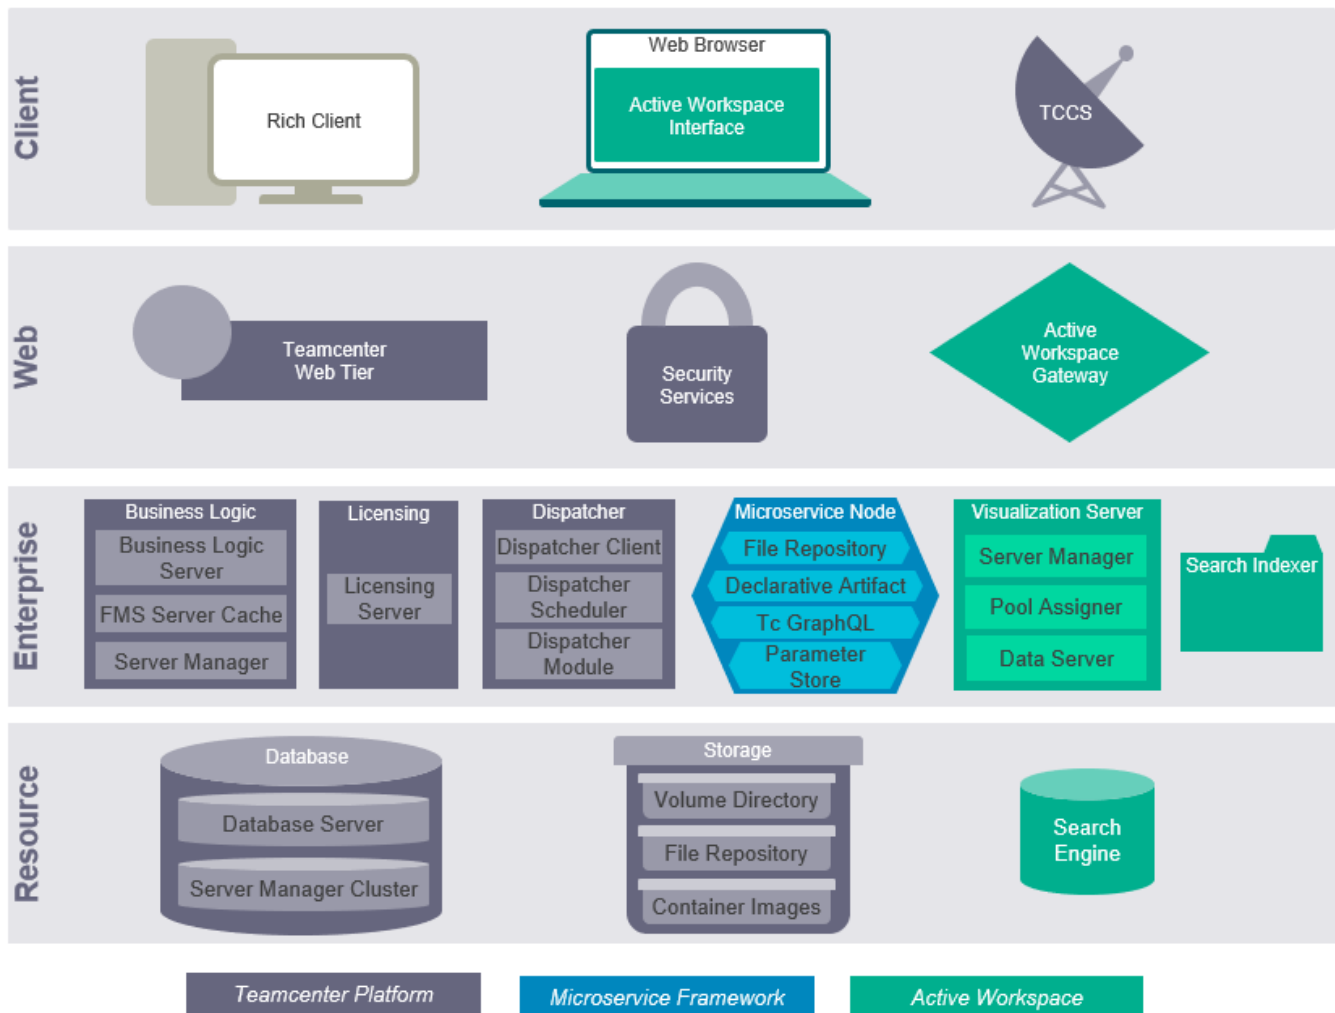 Client
Rich Client
Web Browser
Active Workspace
Interface
TCCS
Web
Teamcenter
Web Tier
Security
Services
Active
Workspace
Gateway
Enterprise
Business Logic
Business Logic
Server
FMS Server Cache
Server Manager
Licensing
Licensing
Server
Dispatcher
Dispatcher Client
Dispatcher
Scheduler
Dispatcher
Module
Microservice Node
File Repository
Declarative Artifact
Tc GraphQL
Parameter
Store
Visualization Server
Server Manager
Pool Assigner
Data Server
Search Indexer
Resource
Database
Database Server
Server Manager Cluster
Storage
Volume Directory
File Repository
Container Images
Search
Engine
Teamcenter Platform
Microservice Framework
Active Workspace